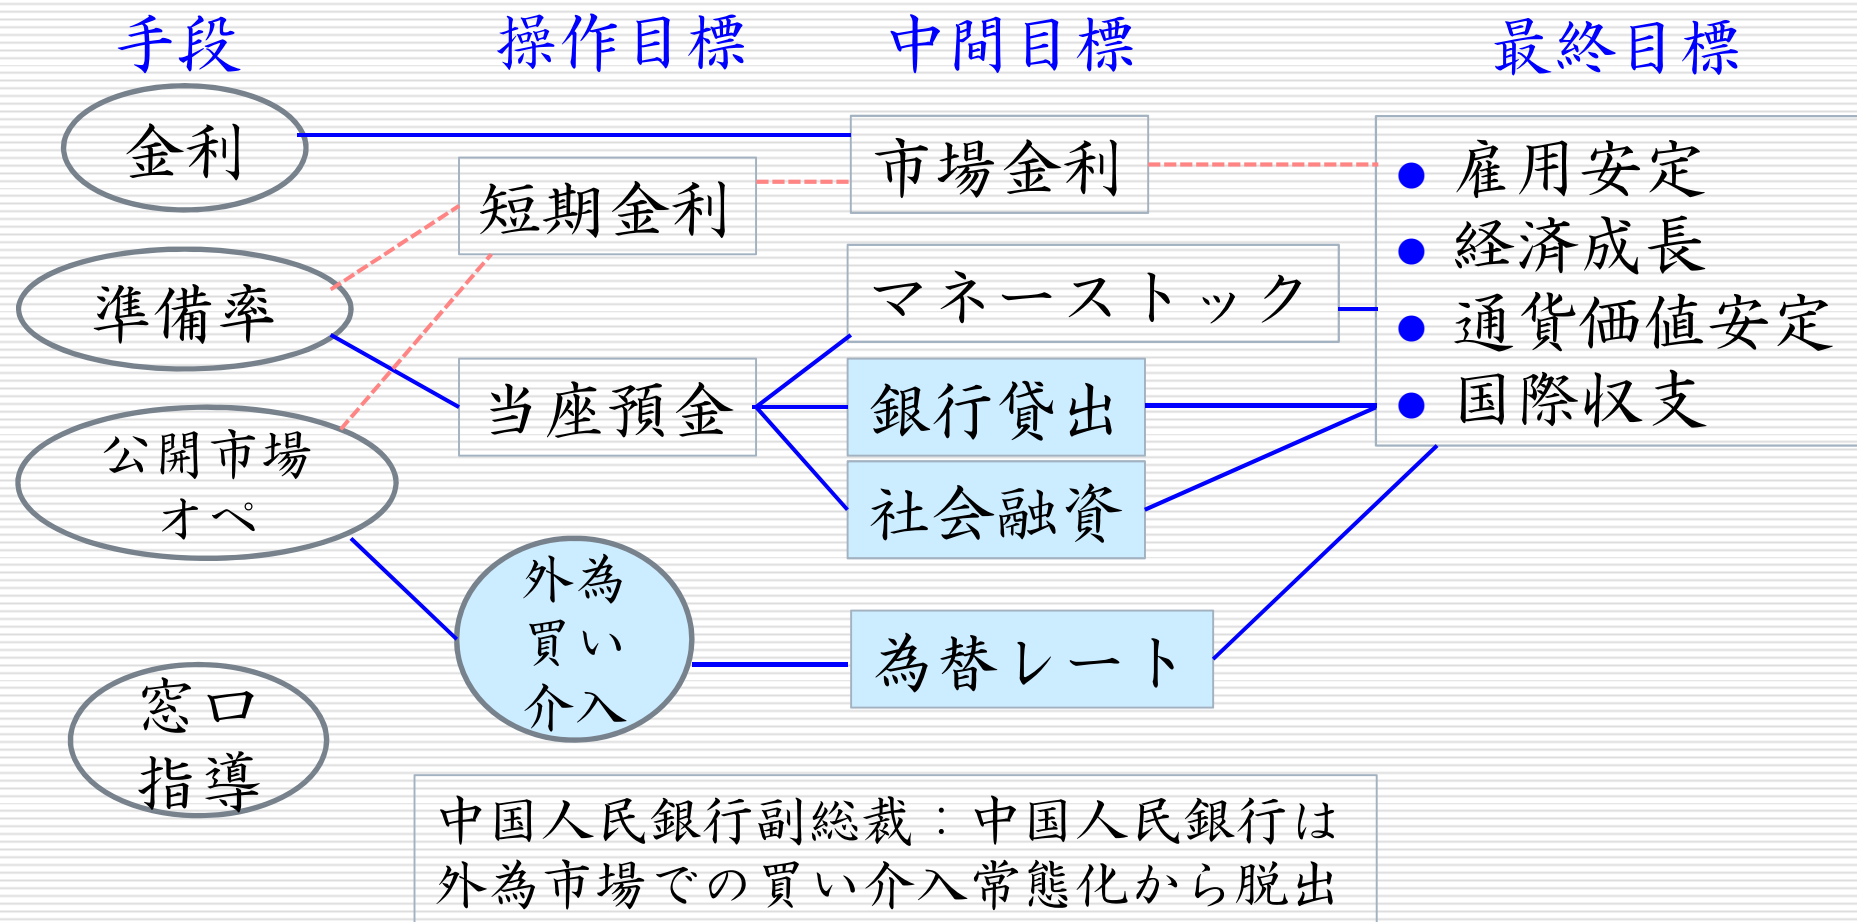 手段
操作目標
中間目標
最終目標
金利
準備率
公開市場
オペ
窓口
指導
短期金利
当座預金
外為
買い
介入
市場金利
マネーストック
銀行貸出
社会融資
為替レート
● 雇用安定
● 経済成長
● 通貨価値安定
● 国際収支
中国人民銀行副総裁：中国人民銀行は
外為市場での買い介入常態化から脱出